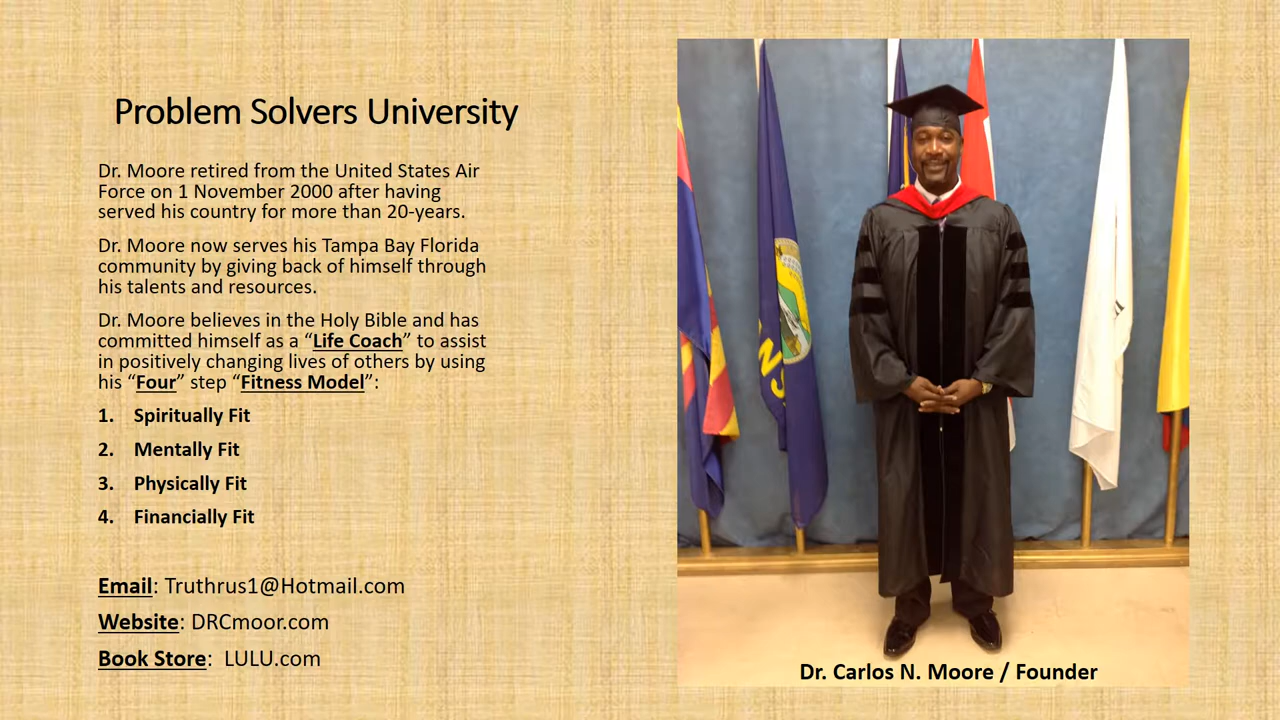 Problem Solvers University
Dr. Moore retired from the United States Air
Force on 1 November 2000 after having
served his country for more than 20-years.
Dr. Moore now serves his Tampa Bay Florida
community by giving back of himself through
his talents and resources.
Dr. Moore believes in the Holy Bible and has
committed himself as a “Life Coach” to assist
in positively changing lives of others by using
his “Four” step “Fitness Model”:
1. Spiritually Fit
2. Mentally Fit
3. Physically Fit
4. Financially Fit
Email: Truthrus1@Hotmail.com
Website: DRCmoor.com
Book Store: LULU.com
Dr. Carlos N. Moore / Founder